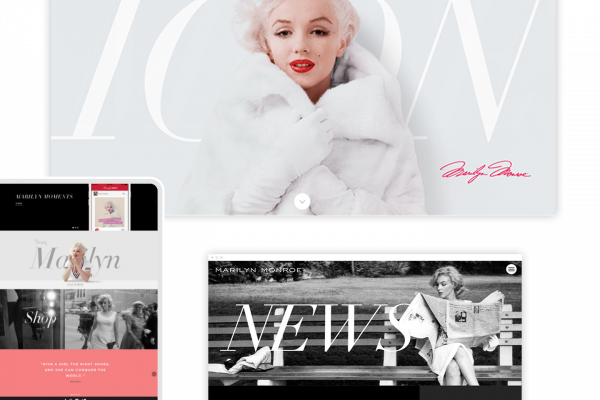 ICON
Marilyn Monroe
MARILYN MOMENTS
Marilyn
Shop
"GIVE A GIRL THE RIGHT SHOES,
AND SHE CAN CONQUER THE
WORLD."
MARILYN MONROE
NEWS